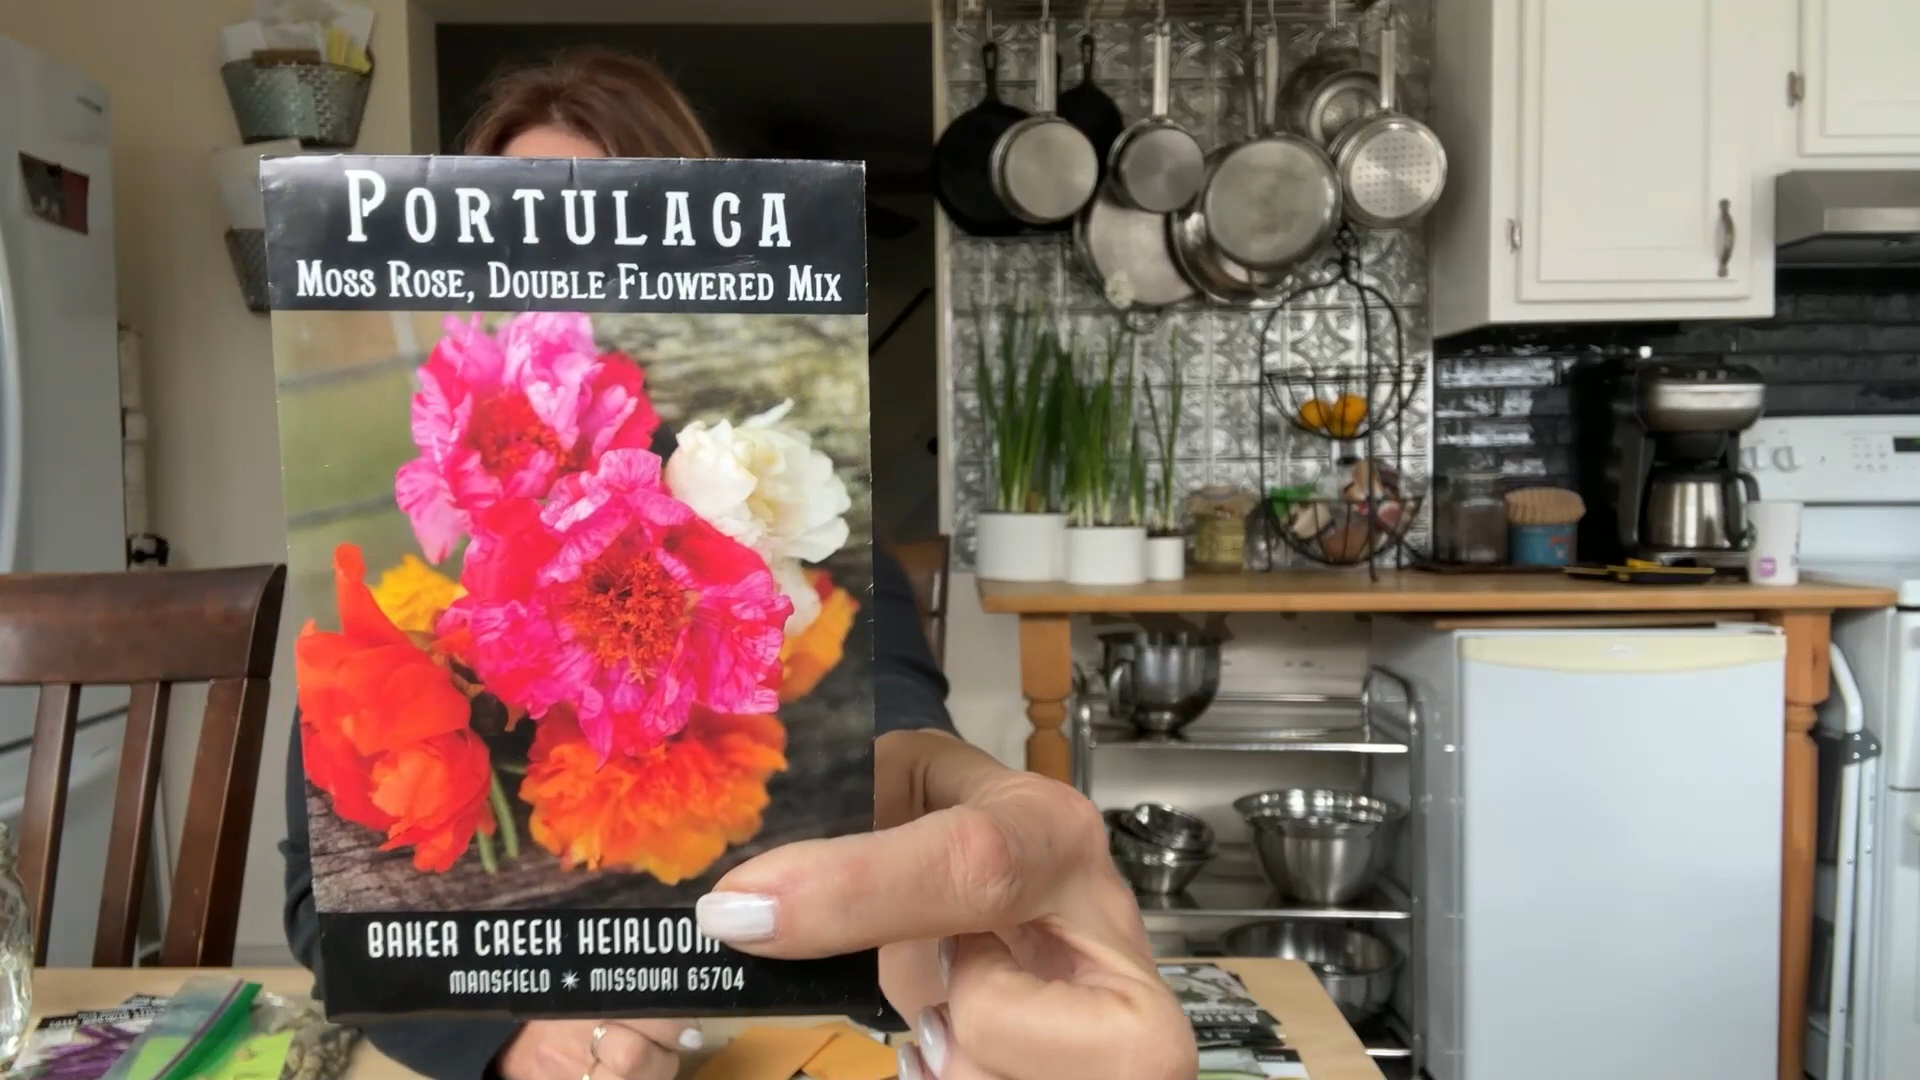 PORTULACA
MOSS ROSE, DOUBLE FLOWERED MIX
BAKER CREEK HEIRLOOM
MANSFIELD ✴ MISSOURI 65704